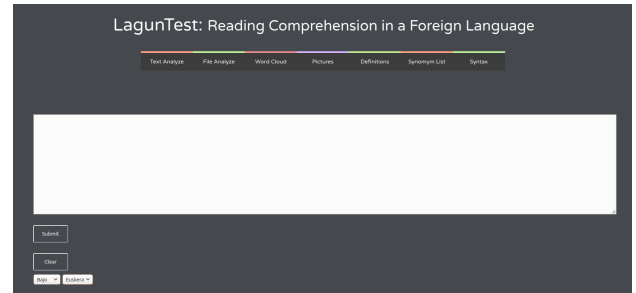 LagunTest: Reading Comprehension in a Foreign Language
Text Analyze File Analyze Word Cloud Pictures Definitions Synomym List Syntax
Submit
Clear
Bajo Euskera